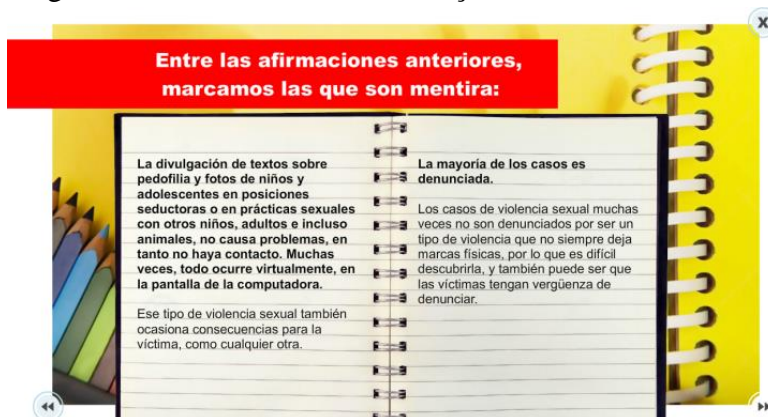 Entre las afirmaciones anteriores,
marcamos las que son mentira:
La divulgación de textos sobre
pedofilia y fotos de niños y
adolescentes en posiciones
seductoras o en prácticas sexuales
con otros niños, adultos e incluso
animales, no causa problemas, en
tanto no haya contacto. Muchas
veces, todo ocurre virtualmente, en
la pantalla de la computadora.
Ese tipo de violencia sexual también
ocasiona consecuencias para la
víctima, como cualquier otra.
La mayoría de los casos es
denunciada.
Los casos de violencia sexual muchas
veces no son denunciados por ser un
tipo de violencia que no siempre deja
marcas físicas, por lo que es difícil
descubrirla, y también puede ser que
las víctimas tengan vergüenza de
denunciar.
X